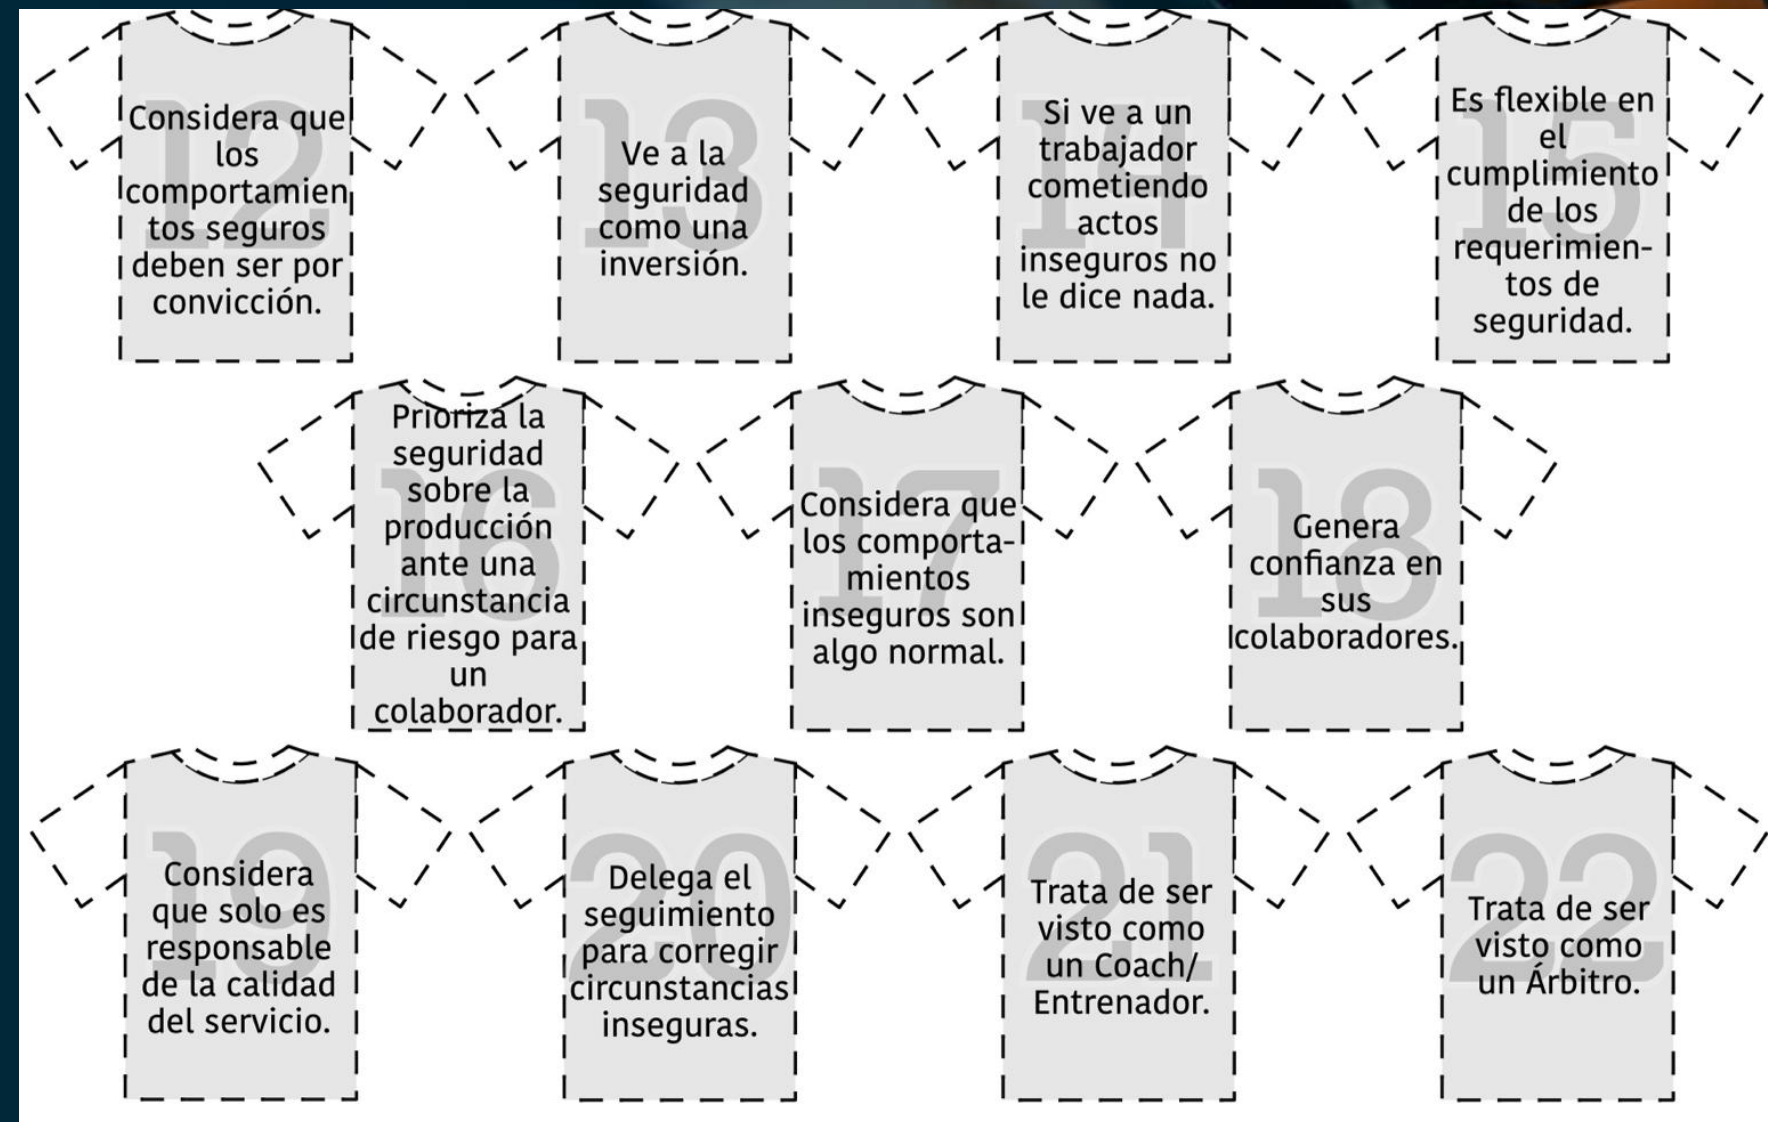 12
Considera que
los
comportamien
tos seguros
deben ser por
convicción.
13
Ve a la
seguridad
como una
inversión.
14
Si ve a un
trabajador
cometiendo
actos
inseguros no
le dice nada.
15
Es flexible en
el
cumplimiento
de los
requerimien-
tos de
seguridad.
16
Prioriza la
seguridad
sobre la
producción
ante una
circunstancia
de riesgo para
un
colaborador.
17
Considera que
los comporta-
mientos
inseguros son
algo normal.
18
Genera
confianza en
sus
colaboradores.
19
Considera
que solo es
responsable
de la calidad
del servicio.
20
Delega el
seguimiento
para corregir
circunstancias
inseguras.
21
Trata de ser
visto como
un Coach/
Entrenador.
22
Trata de ser
visto como
un Árbitro.